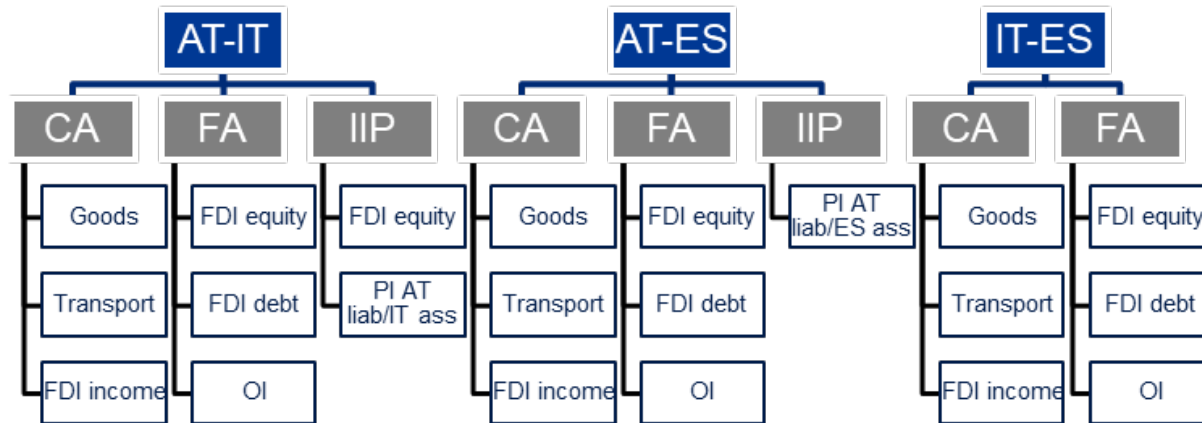 AT-IT
AT-ES
IT-ES
CA
FA
IIP
CA
FA
IIP
CA
FA
Goods
FDI equity
FDI equity
Goods
FDI equity
PI AT
liab/ES ass
Goods
FDI equity
Transport
FDI debt
PI AT
liab/IT ass
Transport
FDI debt
Transport
FDI debt
FDI income
OI
FDI income
OI
FDI income
OI